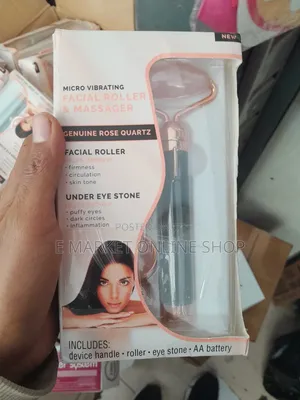 NEW
MICRO VIBRATING
FACIAL ROLLER
& MASSAGER
GENUINE ROSE QUARTZ
FACIAL ROLLER
• firmness
• circulation
• skin tone
UNDER EYE STONE
• puffy eyes
• dark circles
• inflammation
POSTED
E MARKET ONLINE SHOP
INCLUDES:
device handle • roller • eye stone • AA battery